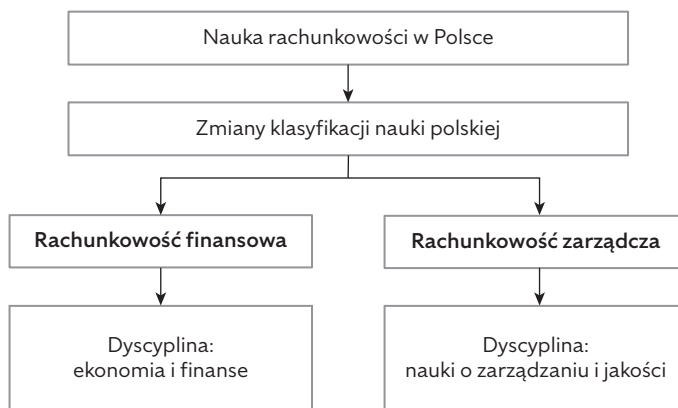 Nauka rachunkowości w Polsce
Zmiany klasyfikacji nauki polskiej
Rachunkowość finansowa
Rachunkowość zarządcza
Dyscyplina:
ekonomia i finanse
Dyscyplina:
nauki o zarządzaniu i jakości